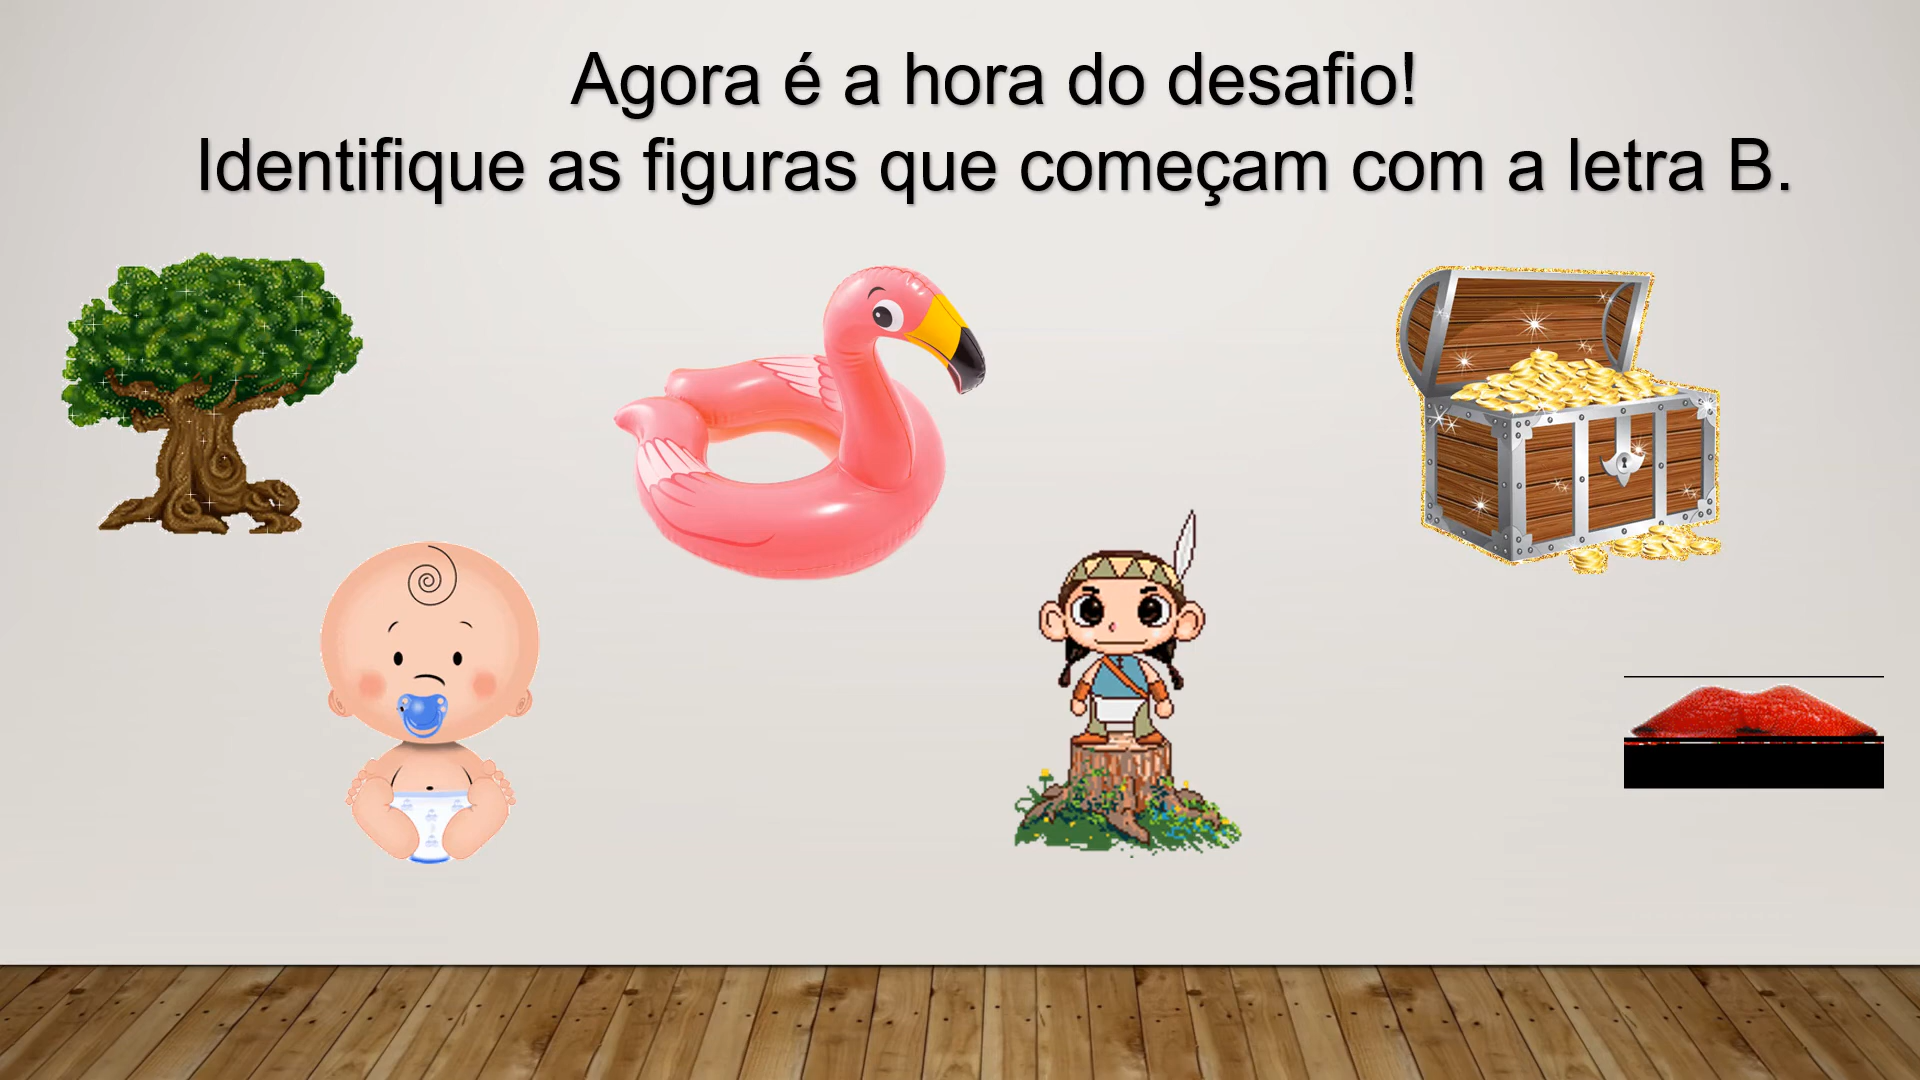 Agora é a hora do desafio!
Identifique as figuras que começam com a letra B.